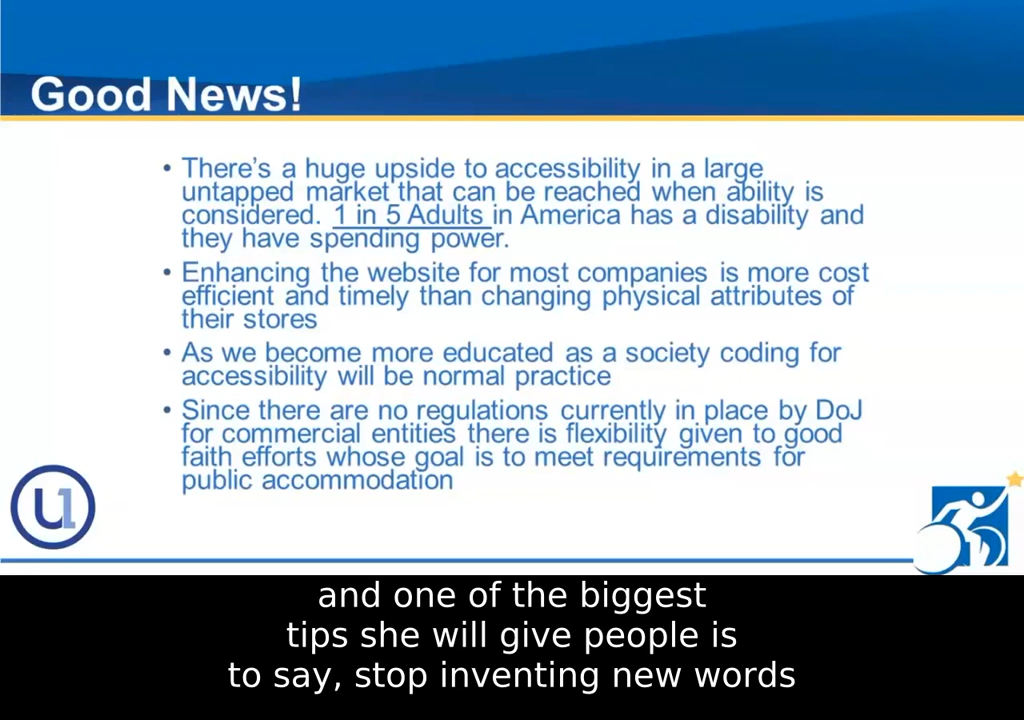 Good News!
• There’s a huge upside to accessibility in a large
untapped market that can be reached when ability is
considered. 1 in 5 Adults in America has a disability and
they have spending power.
• Enhancing the website for most companies is more cost
efficient and timely than changing physical attributes of
their stores
• As we become more educated as a society coding for
accessibility will be normal practice
• Since there are no regulations currently in place by DoJ
for commercial entities there is flexibility given to good
faith efforts whose goal is to meet requirements for
public accommodation
U1
and one of the biggest
tips she will give people is
to say, stop inventing new words